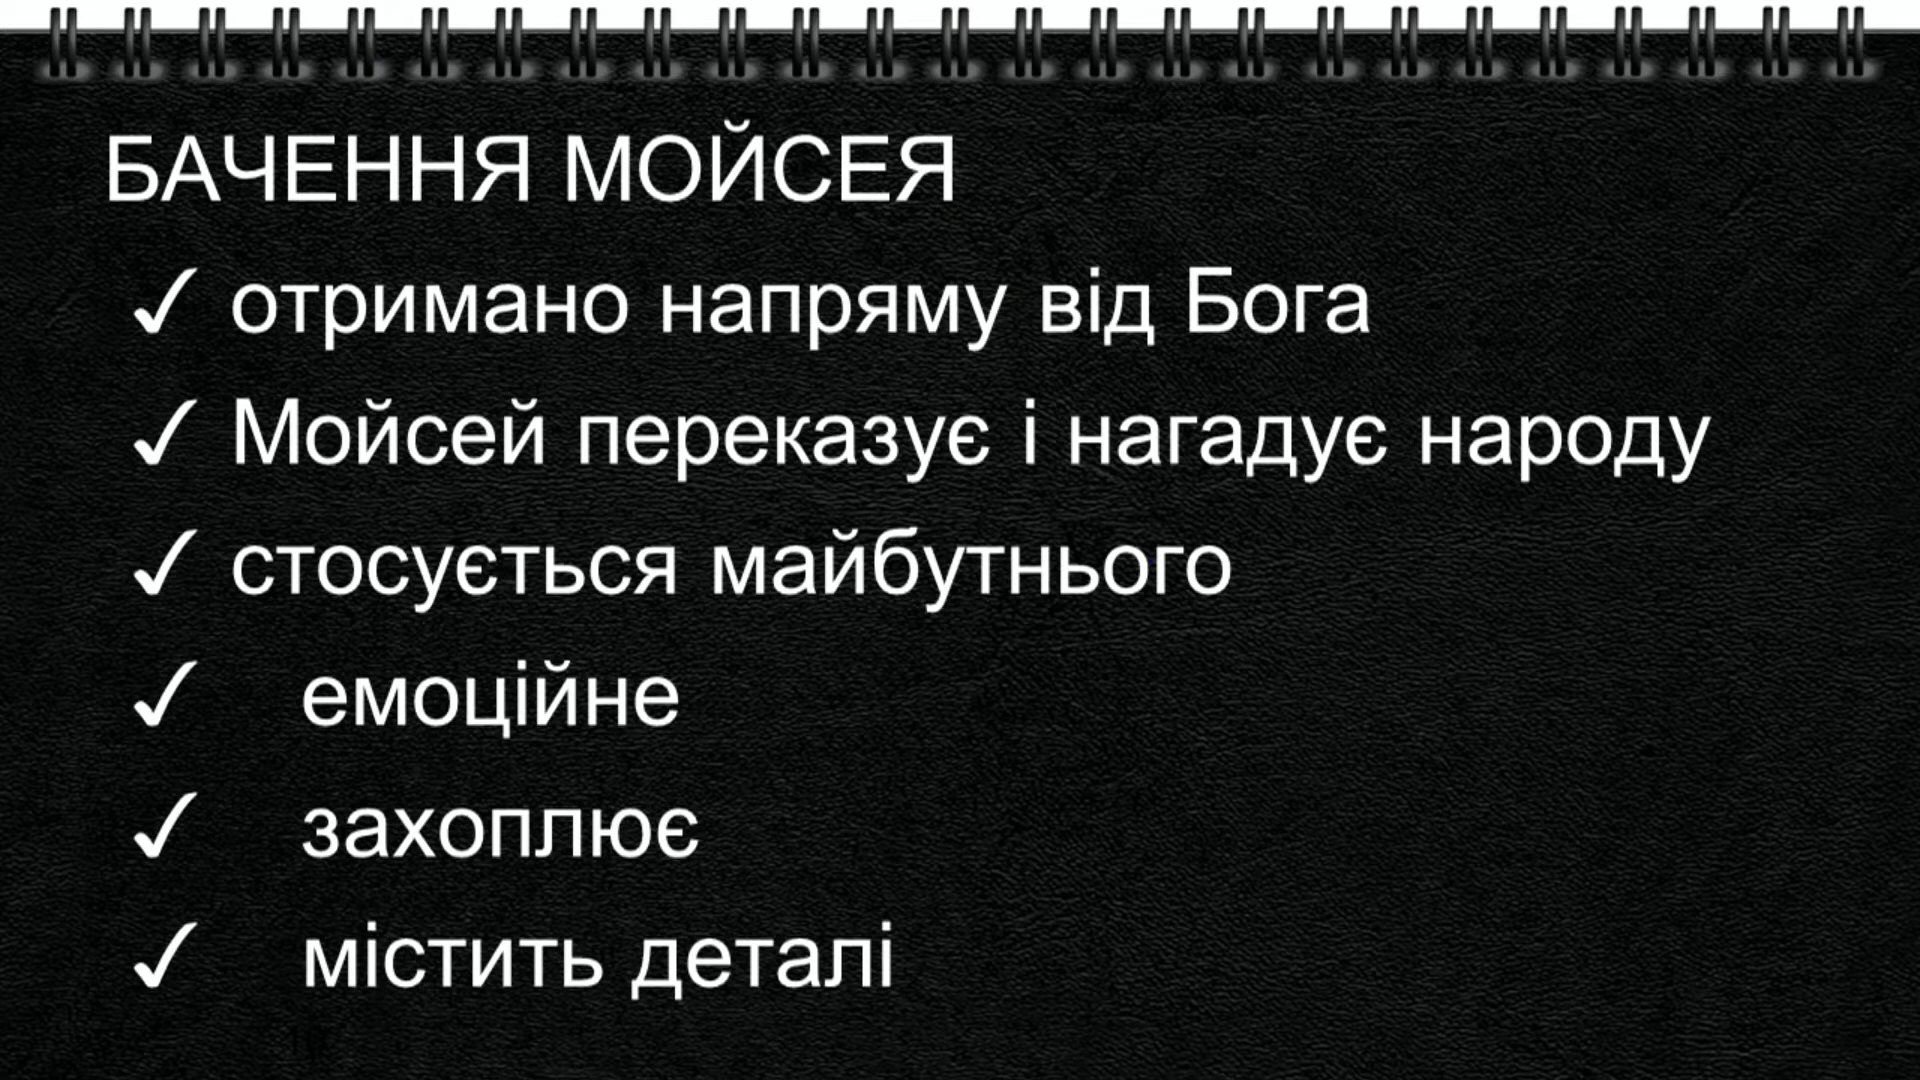 БАЧЕННЯ МОЙСЕЯ
✓ отримано напряму від Бога
✓ Мойсей переказує і нагадує народу
✓ стосується майбутнього
✓ емоційне
✓ захоплює
✓ містить деталі